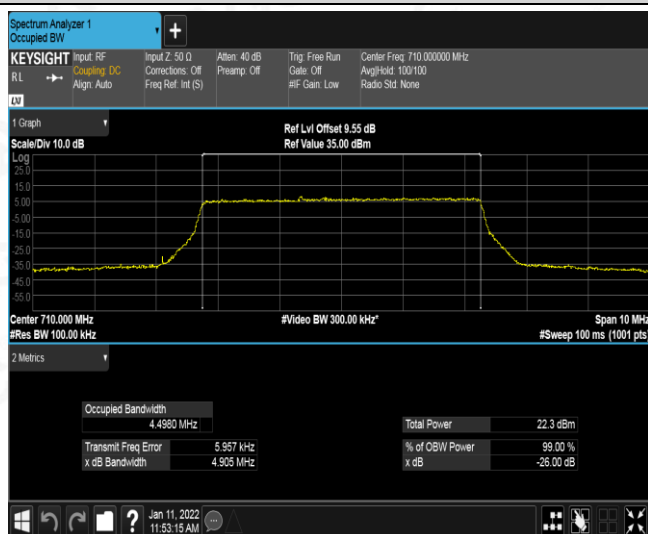 Spectrum Analyzer 1
Occupied BW
+
KEYSIGHT
RL
LXI
Input: RF
Coupling: DC
Align: Auto
Input Z: 50 Ω
Corrections: Off
Freq Ref: Int (S)
Atten: 40 dB
Preamp: Off
Trig: Free Run
Gate: Off
#IF Gain: Low
Center Freq: 710.000000 MHz
Avg|Hold: 100/100
Radio Std: None
1 Graph
Scale/Div 10.0 dB
Ref Lvl Offset 9.55 dB
Ref Value 35.00 dBm
Log
25.0
15.0
5.00
-5.00
-15.0
-25.0
-35.0
-45.0
-55.0
Center 710.000 MHz
#Video BW 300.00 kHz*
Span 10 MHz
#Res BW 100.00 kHz
#Sweep 100 ms (1001 pts)
2 Metrics
Occupied Bandwidth
4.4980 MHz
Transmit Freq Error 5.957 kHz
x dB Bandwidth 4.905 MHz
Total Power 22.3 dBm
% of OBW Power 99.00 %
x dB -26.00 dB
?
Jan 11, 2022
11:53:15 AM